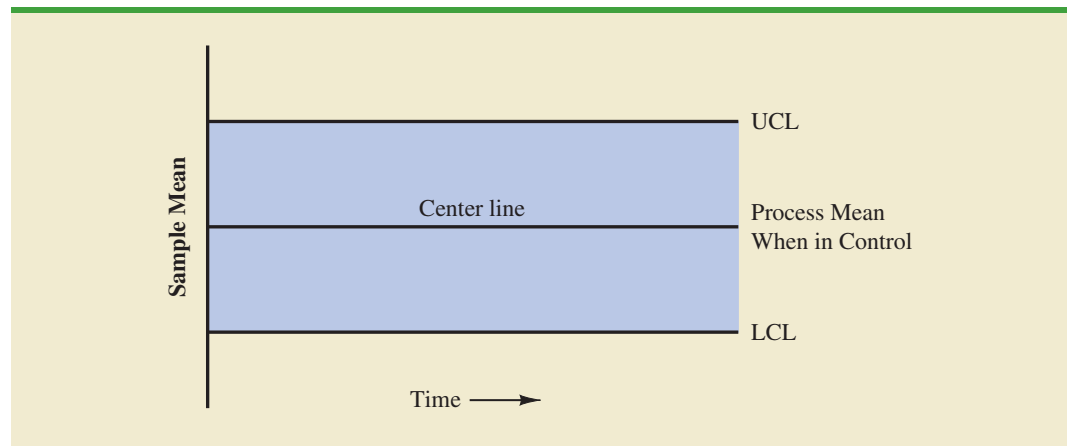 UCL
Sample Mean
Center line
Process Mean
When in Control
LCL
Time